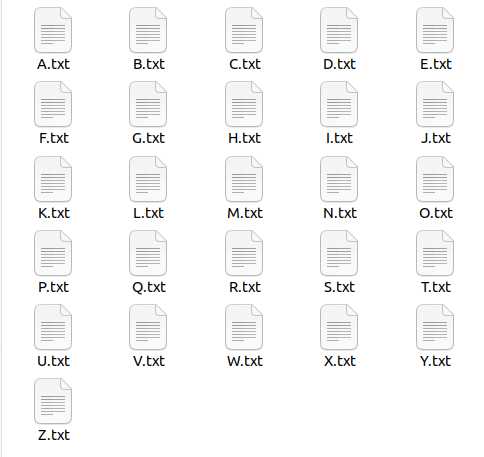 A.txt B.txt C.txt D.txt E.txt
F.txt G.txt H.txt I.txt J.txt
K.txt L.txt M.txt N.txt O.txt
P.txt Q.txt R.txt S.txt T.txt
U.txt V.txt W.txt X.txt Y.txt
Z.txt